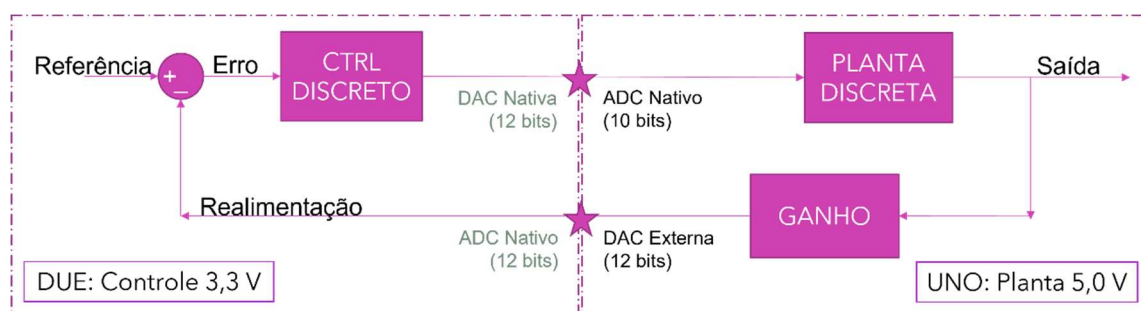 Referência
+
−
Erro
CTRL
DISCRETO
DAC Nativa
(12 bits)
ADC Nativo
(10 bits)
PLANTA
DISCRETA
Saída
Realimentação
ADC Nativo
(12 bits)
DAC Externa
(12 bits)
GANHO
DUE: Controle 3,3 V
UNO: Planta 5,0 V